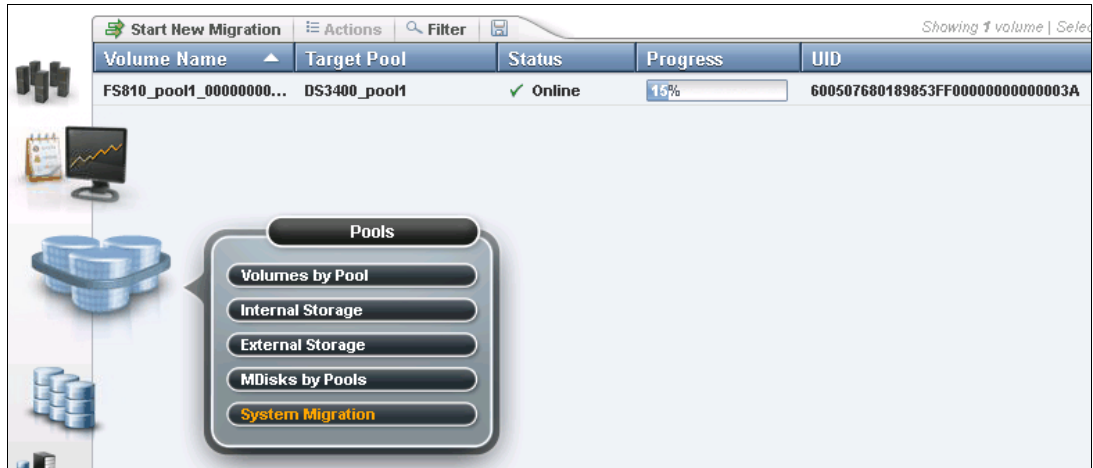 Start New Migration Actions Filter Showing 1 volume | Selec
Volume Name Target Pool Status Progress UID
FS810_pool1_00000000... DS3400_pool1 Online 15% 600507680189853FF00000000000003A
Pools
Volumes by Pool
Internal Storage
External Storage
MDisks by Pools
System Migration